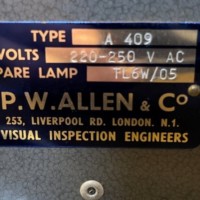 TYPE A 409
VOLTS 220-250 V AC
PARE LAMP TL6W/05
P.W.ALLEN & Cº
253, LIVERPOOL RD. LONDON. N.1.
VISUAL INSPECTION ENGINEERS